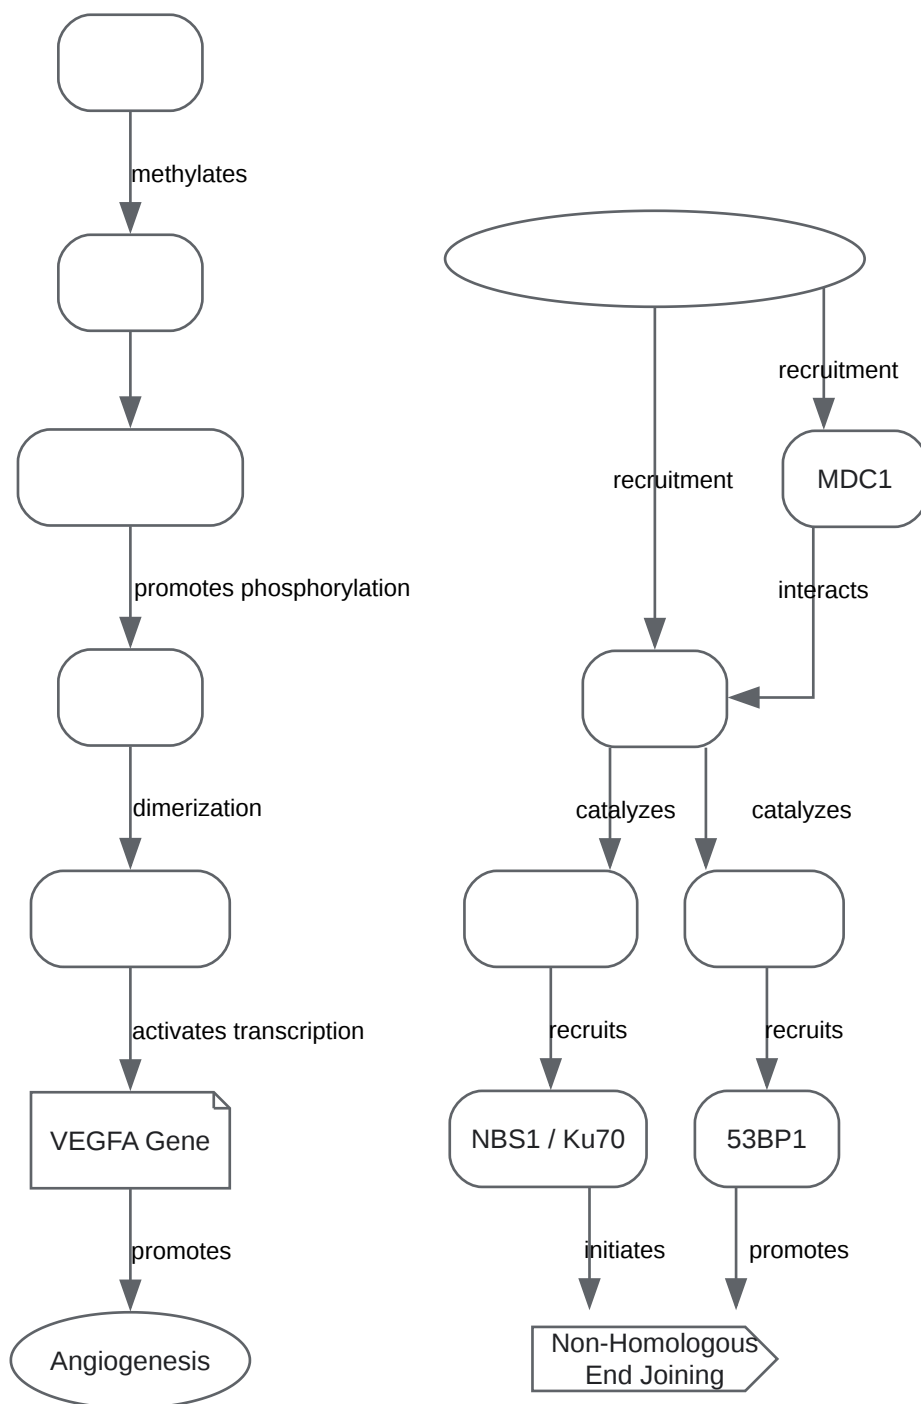 methylates
recruitment
recruitment
MDC1
promotes phosphorylation
interacts
dimerization
catalyzes
catalyzes
activates transcription
recruits
recruits
VEGFA Gene
NBS1 / Ku70
53BP1
promotes
initiates
promotes
Angiogenesis
Non-Homologous
End Joining